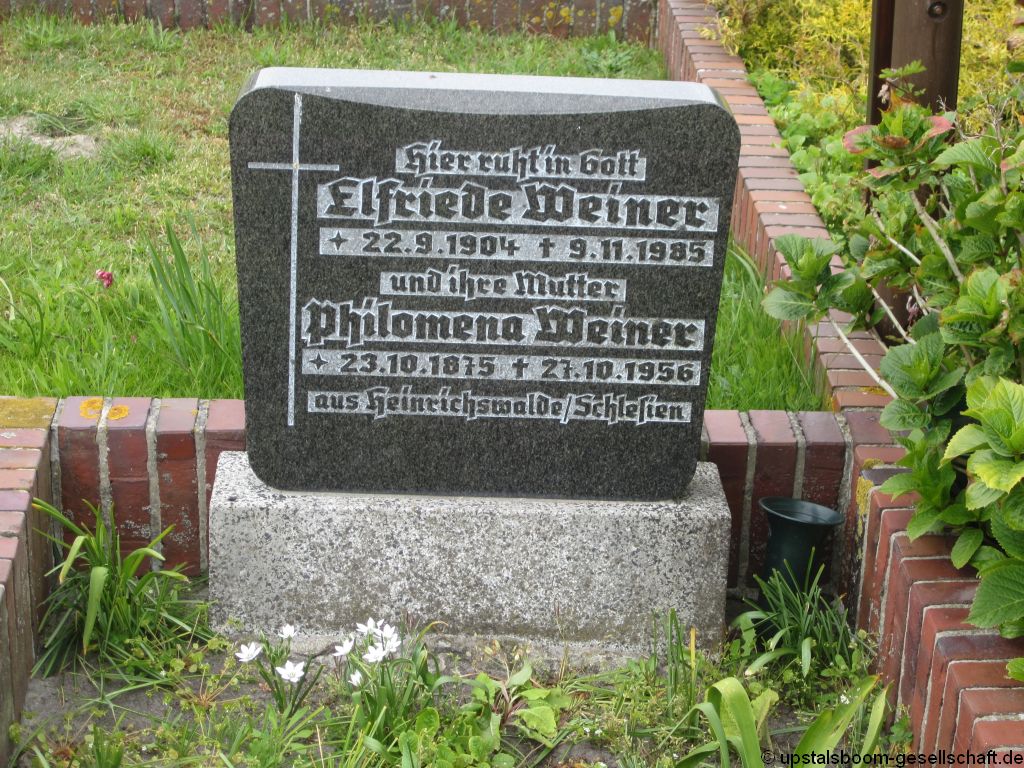 Hier ruht in Gott
Elfriede Weiner
✦ 22.9.1904 ✝ 9.11.1985
und ihre Mutter
Philomena Weiner
✦ 23.10.1875 ✝ 27.10.1956
aus Heinrichswalde/Schlesien
© upstalsboom-gesellschaft.de